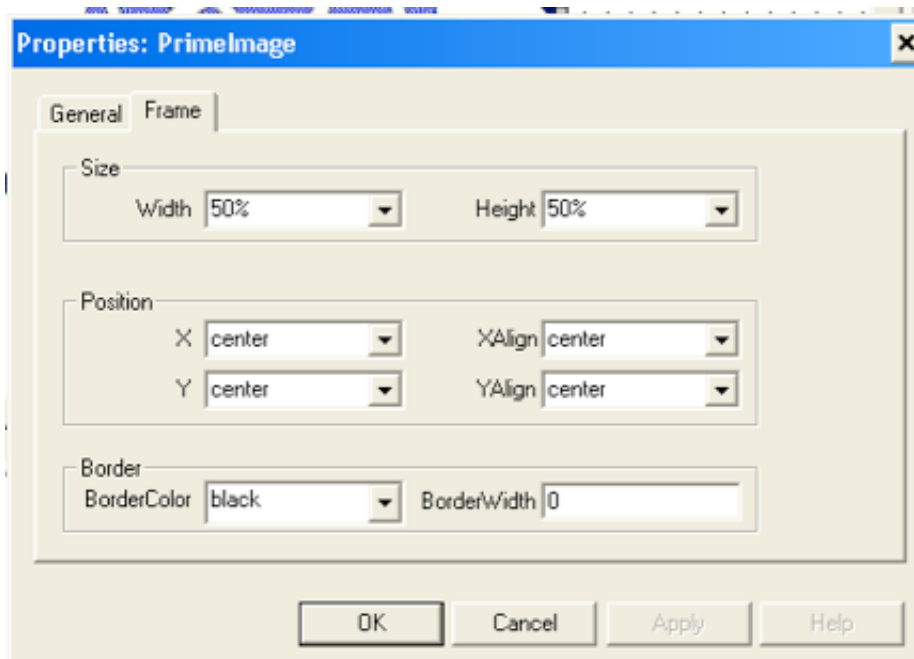 Properties: PrimeImage
General Frame
Size
Width 50% Height 50%
Position
X center XAlign center
Y center YAlign center
Border
BorderColor black BorderWidth 0
OK Cancel Apply Help